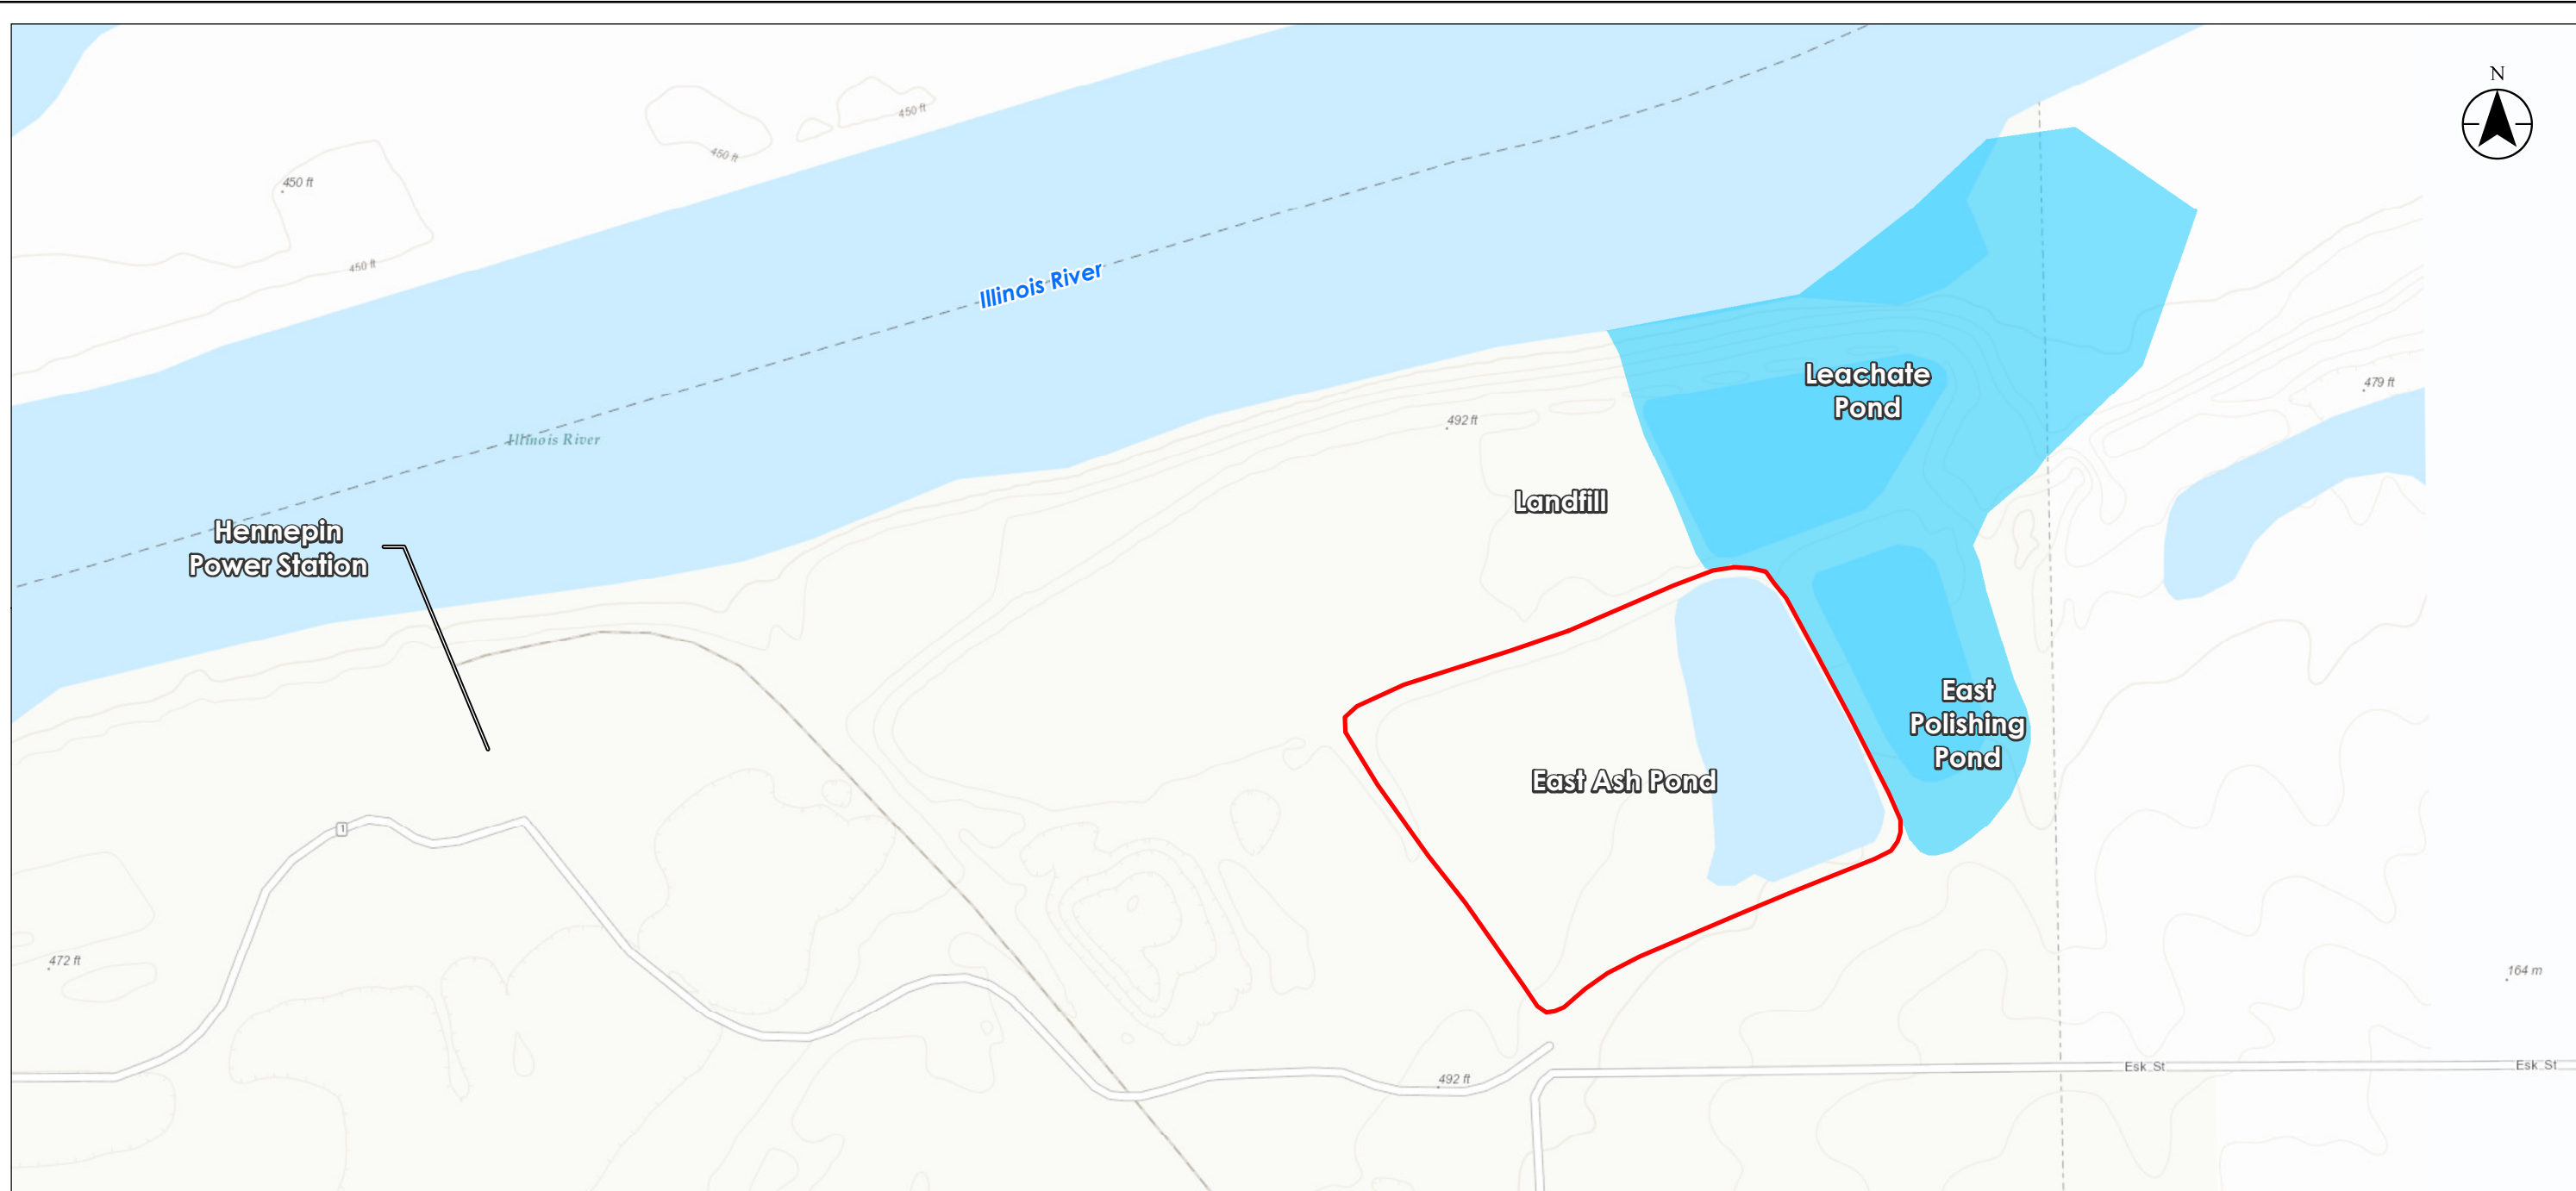 N
450 ft
450 ft
450 ft
450 ft
Illinois River
Leachate
Pond
479 ft
492 ft
Illinois River
Landfill
Hennepin
Power Station
East
Polishing
Pond
East Ash Pond
1
472 ft
164 m
492 ft
Esk St
Esk St